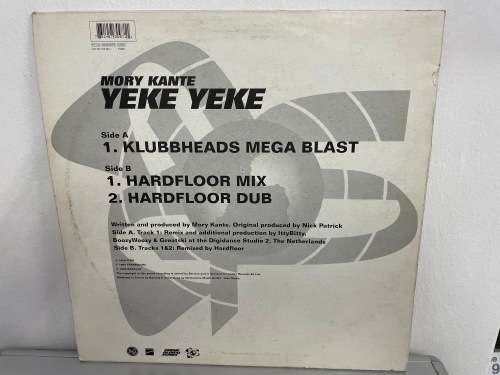 MORY KANTE
YEKE YEKE
Side A
1. KLUBBHEADS MEGA BLAST
Side B
1. HARDFLOOR MIX
2. HARDFLOOR DUB
Written and produced by Mory Kante. Original produced by Nick Patrick
Side A. Track 1: Remix and additional production by IttyBitty,
BoozyWoozy & Greatski at the Digidance Studio 2, The Netherlands
Side B. Tracks 1&2: Remixed by Hardfloor